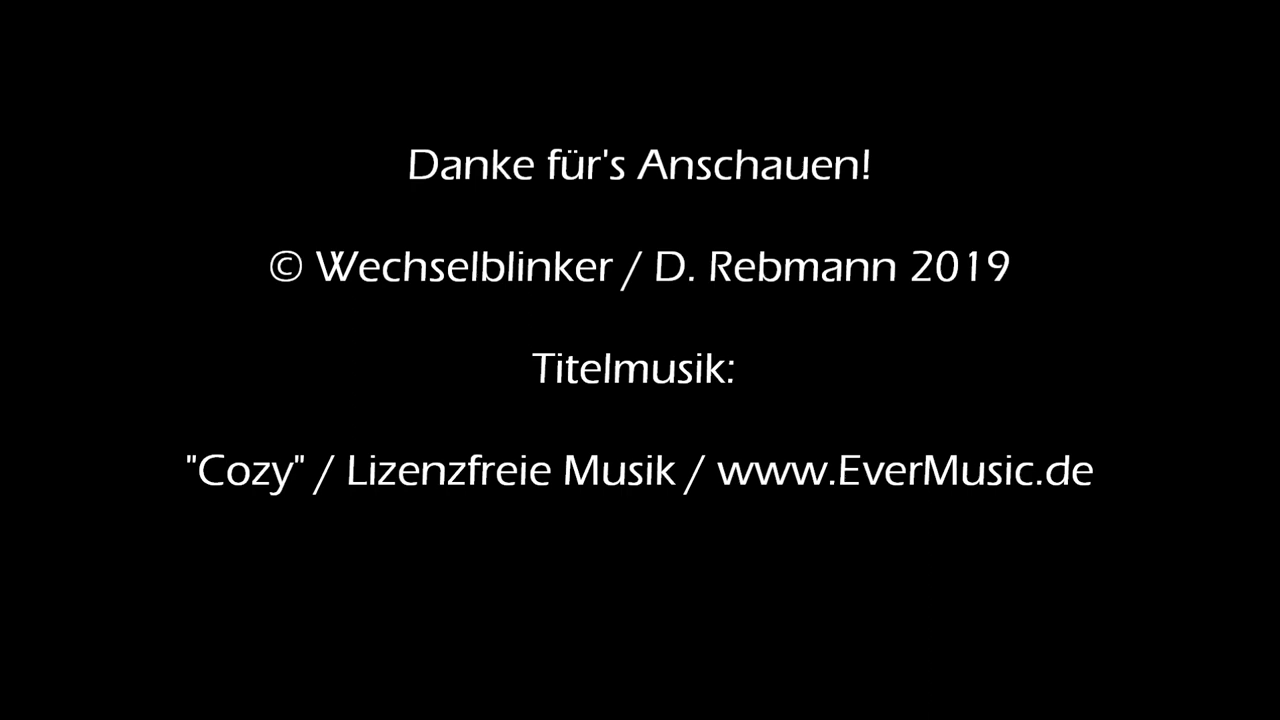 Danke für's Anschauen!
© Wechselblinker / D. Rebmann 2019
Titelmusik:
"Cozy" / Lizenzfreie Musik / www.EverMusic.de